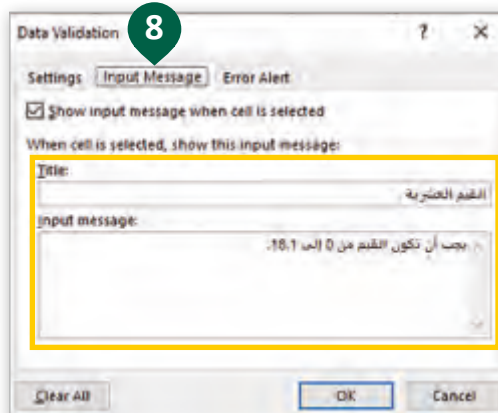 8
Data Validation ? ×
Settings Input Message Error Alert
Show input message when cell is selected
When cell is selected, show this input message:
Title:
القيم العشرية
Input message:
يجب أن تكون القيم من 0 إلى 18.1.
Clear All OK Cancel